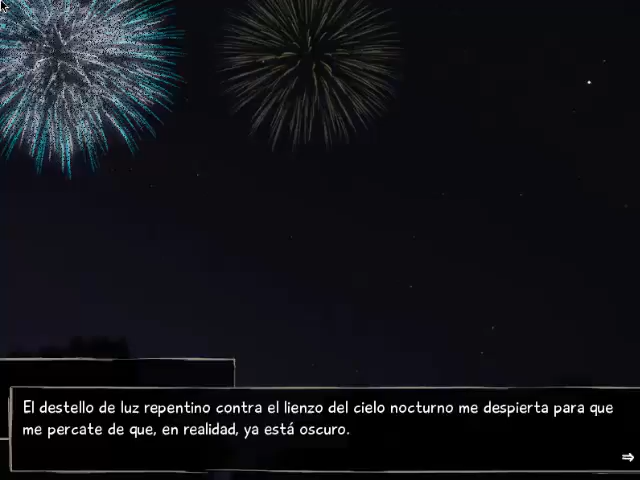 El destello de luz repentino contra el lienzo del cielo nocturno me despierta para que
me percate de que, en realidad, ya está oscuro.